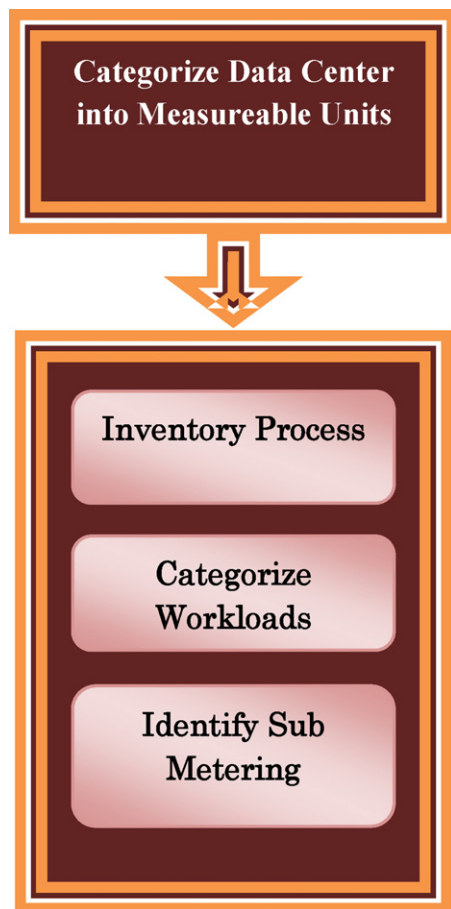 Categorize Data Center
into Measureable Units
Inventory Process
Categorize
Workloads
Identify Sub
Metering